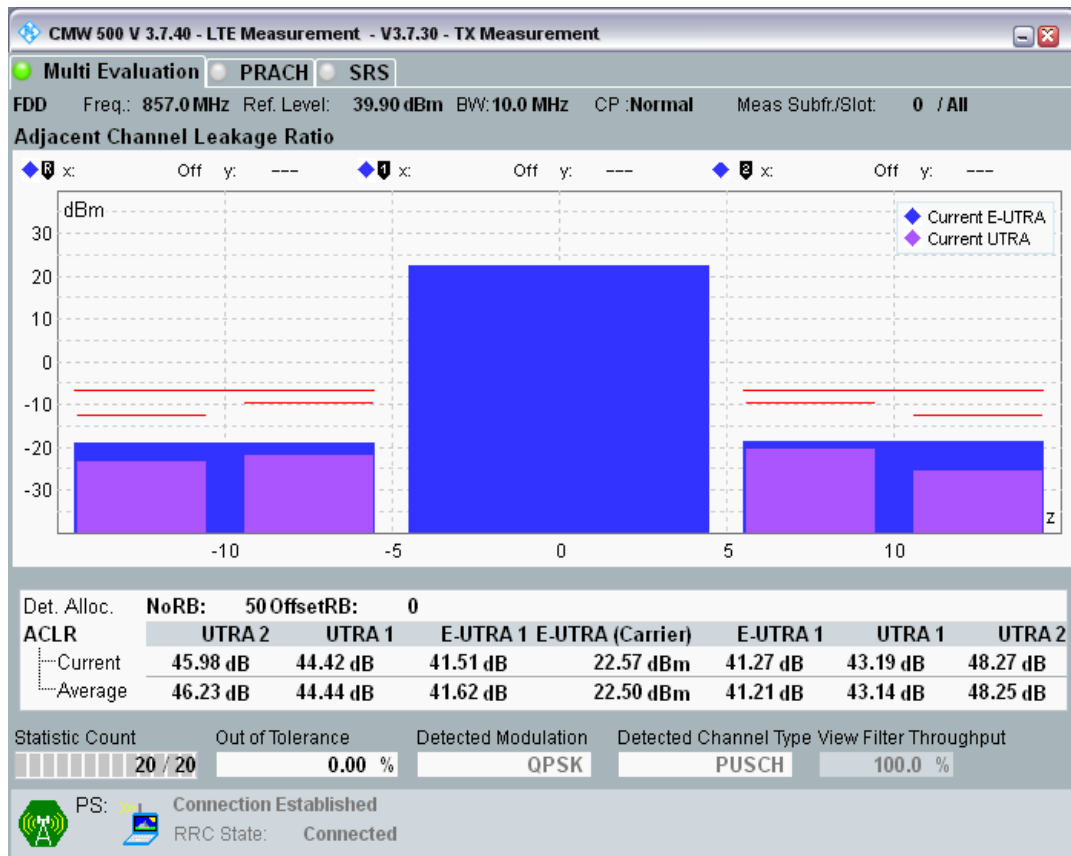 CMW 500 V 3.7.40 - LTE Measurement - V3.7.30 - TX Measurement
Multi Evaluation PRACH SRS
FDD Freq.: 857.0 MHz Ref. Level: 39.90 dBm BW: 10.0 MHz CP :Normal Meas Subfr./Slot: 0 / All
Adjacent Channel Leakage Ratio
R x: Off y: --- 1 x: Off y: --- 2 x: Off y: ---
dBm
Current E-UTRA
Current UTRA
30
20
10
0
-10
-20
-30
z
-10 -5 0 5 10
Det. Alloc. NoRB: 50 OffsetRB: 0
ACLR UTRA 2 UTRA 1 E-UTRA 1 E-UTRA (Carrier) E-UTRA 1 UTRA 1 UTRA 2
Current 45.98 dB 44.42 dB 41.51 dB 22.57 dBm 41.27 dB 43.19 dB 48.27 dB
Average 46.23 dB 44.44 dB 41.62 dB 22.50 dBm 41.21 dB 43.14 dB 48.25 dB
Statistic Count Out of Tolerance Detected Modulation Detected Channel Type View Filter Throughput
20 / 20 0.00 % QPSK PUSCH 100.0 %
PS: Connection Established
RRC State: Connected